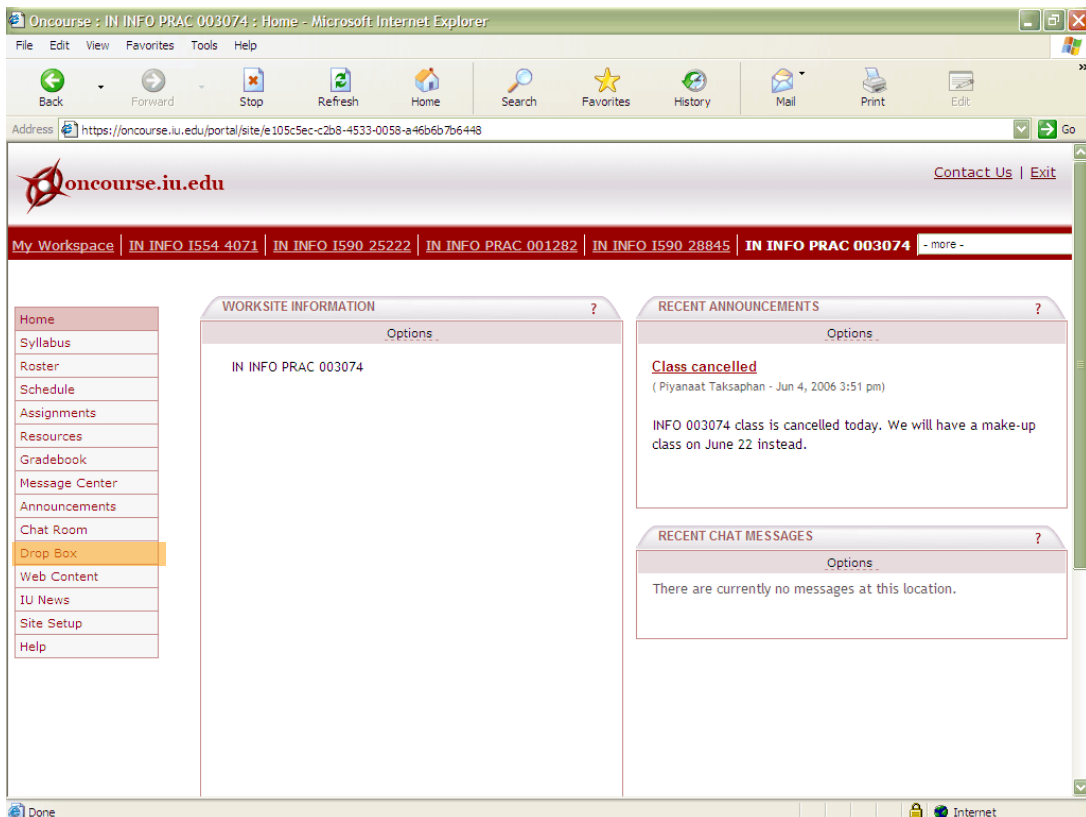 Oncourse : IN INFO PRAC 003074 : Home - Microsoft Internet Explorer
File Edit View Favorites Tools Help
Back Forward Stop Refresh Home Search Favorites History Mail Print Edit
Address https://oncourse.iu.edu/portal/site/e105c5ec-c2b8-4533-0058-a46b6b7b6448 Go
oncourse.iu.edu
Contact Us | Exit
My Workspace | IN INFO I554 4071 | IN INFO I590 25222 | IN INFO PRAC 001282 | IN INFO I590 28845 | IN INFO PRAC 003074 - more -
Home
Syllabus
Roster
Schedule
Assignments
Resources
Gradebook
Message Center
Announcements
Chat Room
Drop Box
Web Content
IU News
Site Setup
Help
WORKSITE INFORMATION ?
Options
IN INFO PRAC 003074
RECENT ANNOUNCEMENTS ?
Options
Class cancelled
( Piyanaat Taksaphan - Jun 4, 2006 3:51 pm)
INFO 003074 class is cancelled today. We will have a make-up
class on June 22 instead.
RECENT CHAT MESSAGES ?
Options
There are currently no messages at this location.
Done Internet